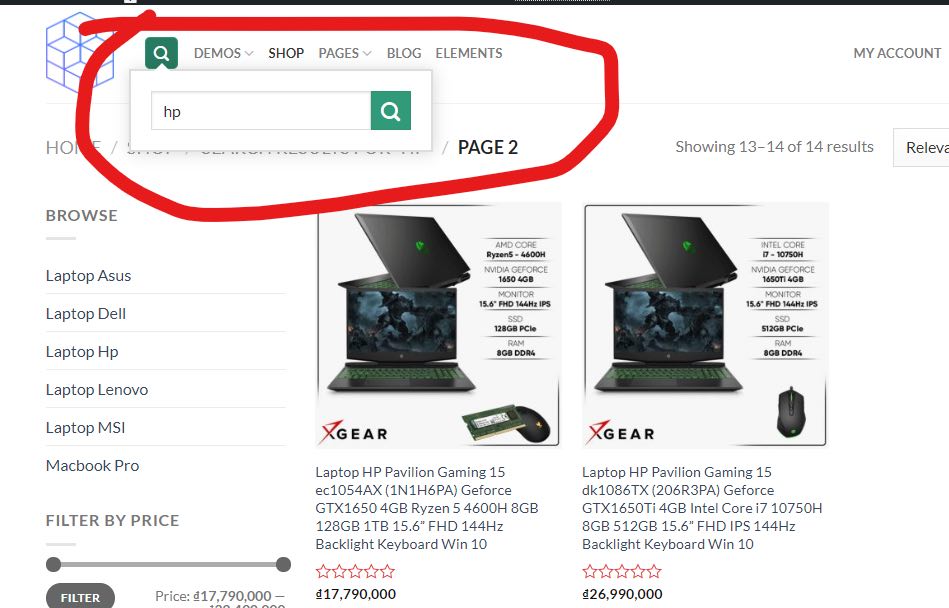 DEMOS SHOP PAGES BLOG ELEMENTS
MY ACCOUNT
hp
/ PAGE 2
Showing 13–14 of 14 results
BROWSE
Laptop Asus
Laptop Dell
Laptop Hp
Laptop Lenovo
Laptop MSI
Macbook Pro
FILTER BY PRICE
FILTER
Price: ₫17,790,000 —
AMD CORE
Ryzen5 - 4600H
NVIDIA GEFORCE
1650 4GB
MONITOR
15.6" FHD 144Hz IPS
SSD
128GB PCIe
RAM
8GB DDR4
XGEAR
Laptop HP Pavilion Gaming 15
ec1054AX (1N1H6PA) Geforce
GTX1650 4GB Ryzen 5 4600H 8GB
128GB 1TB 15.6” FHD 144Hz
Backlight Keyboard Win 10
₫17,790,000
INTEL CORE
i7 - 10750H
NVIDIA GEFORCE
1650Ti 4GB
MONITOR
15.6" FHD 144Hz IPS
SSD
512GB PCIe
RAM
8GB DDR4
XGEAR
Laptop HP Pavilion Gaming 15
dk1086TX (206R3PA) Geforce
GTX1650Ti 4GB Intel Core i7 10750H
8GB 512GB 15.6” FHD IPS 144Hz
Backlight Keyboard Win 10
₫26,990,000